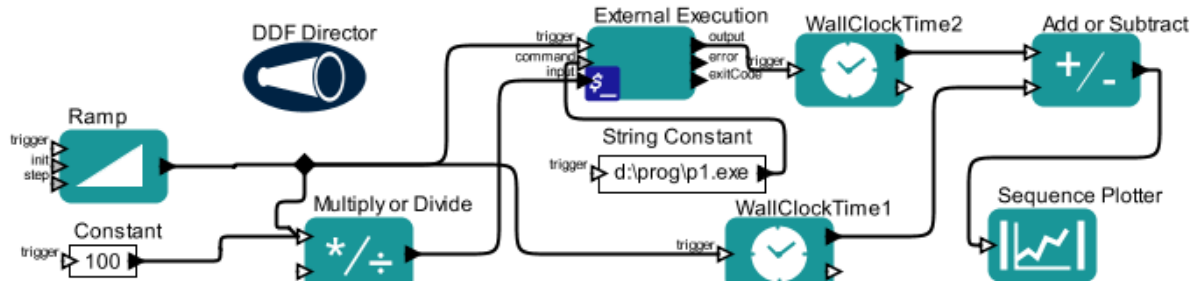 External Execution
WallClockTime2
Add or Subtract
DDF Director
trigger
output
command
error
trigger
input
exitCode
$_
+/-
Ramp
trigger
init
step
String Constant
trigger
d:\prog\p1.exe
Multiply or Divide
WallClockTime1
Sequence Plotter
Constant
trigger
100
*/÷
trigger